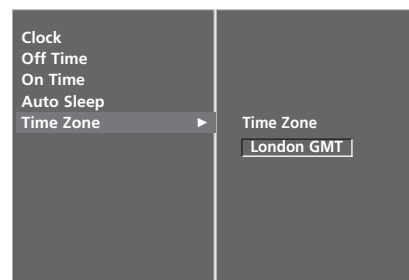 Clock
Off Time
On Time
Auto Sleep
Time Zone ►
Time Zone
London GMT